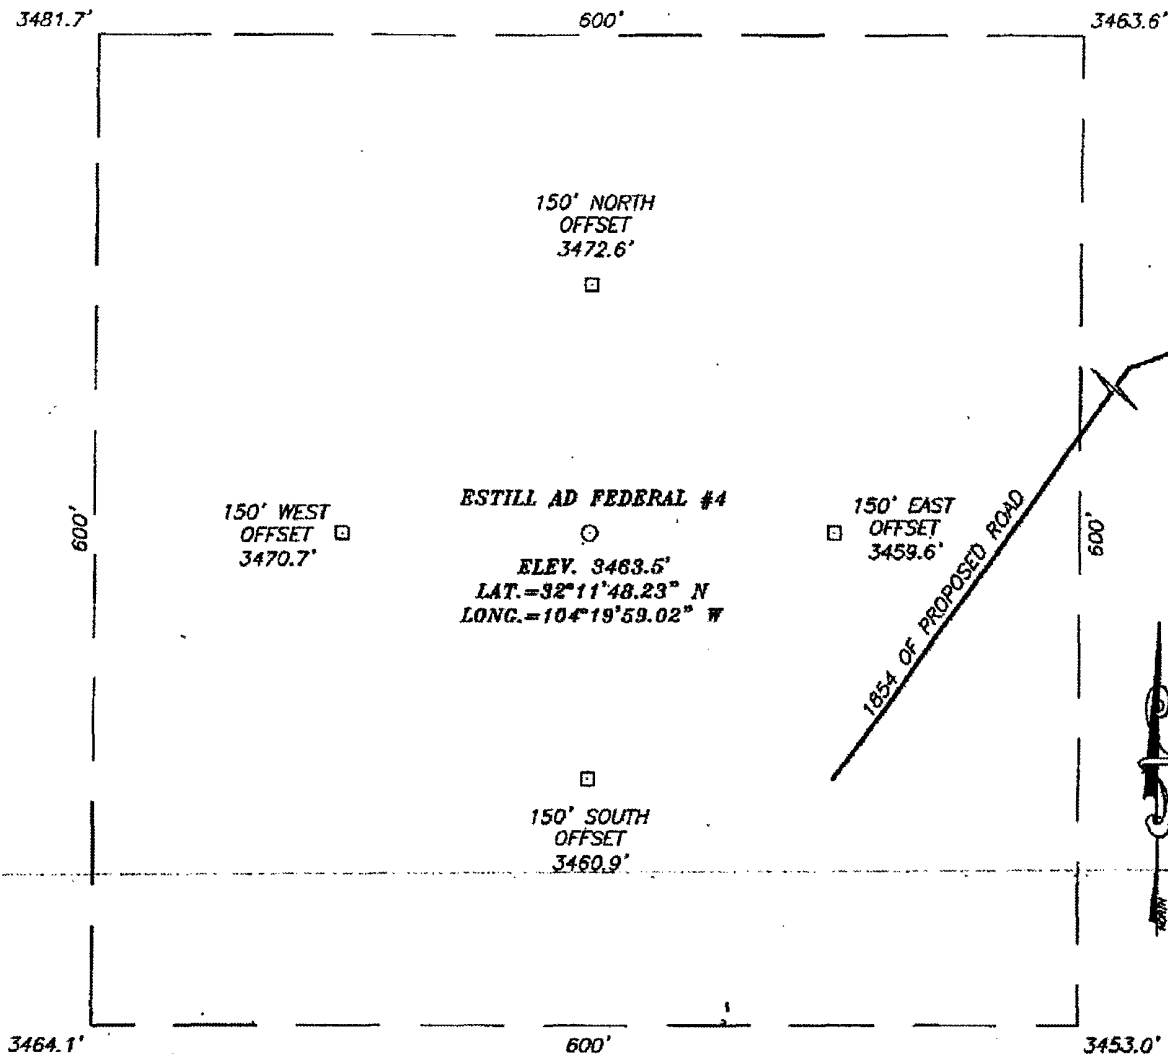 3481.7'
600'
3463.6'
150' NORTH
OFFSET
3472.6'
150' WEST
OFFSET
3470.7'
600'
ESTILL AD FEDERAL #4
ELEV. 3463.5'
LAT.=32°11'48.23" N
LONG.=104°19'59.02" W
150' EAST
OFFSET
3459.6'
600'
1854 OF PROPOSED ROAD
150' SOUTH
OFFSET
3460.9'
NORTH
3464.1'
600'
3453.0'